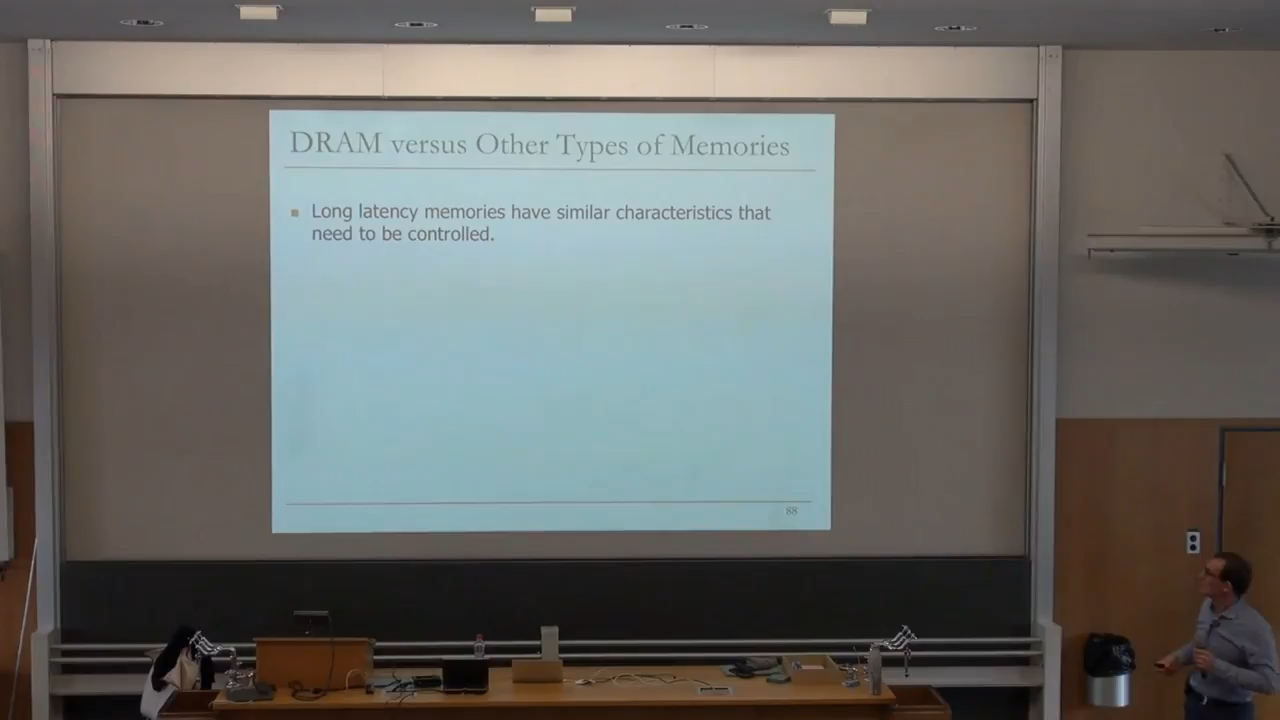 DRAM versus Other Types of Memories
Long latency memories have similar characteristics that
need to be controlled.
88